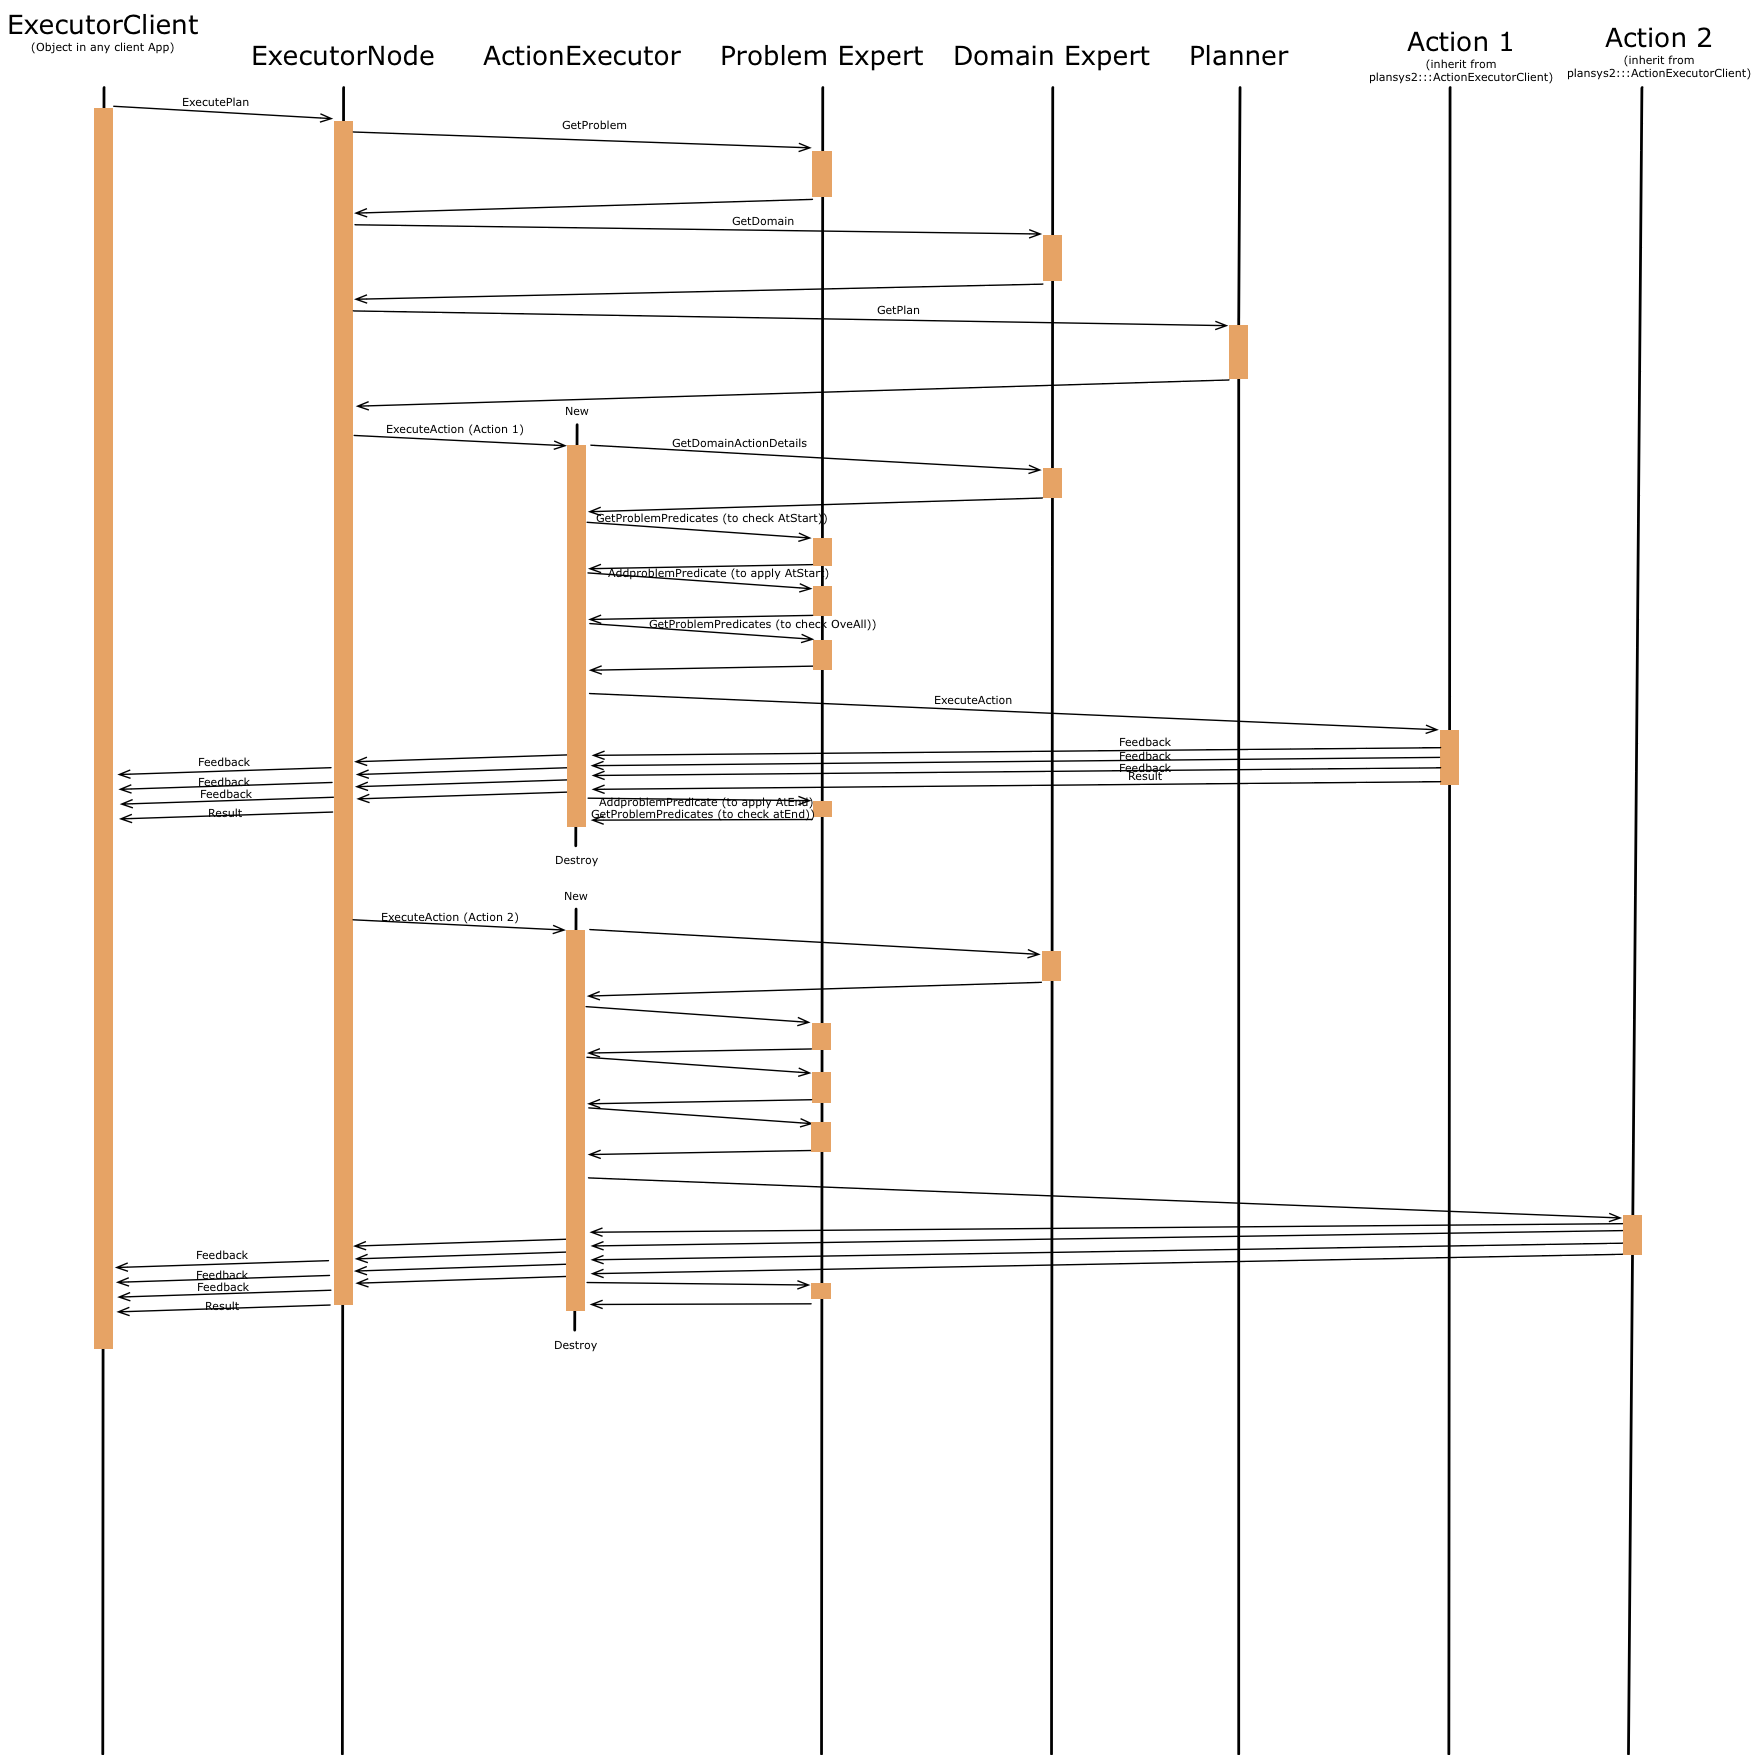 ExecutorClient
(Object in any client App)
ExecutorNode
ActionExecutor
Problem Expert
Domain Expert
Planner
Action 1
(inherit from
plansys2:::ActionExecutorClient)
Action 2
(inherit from
plansys2:::ActionExecutorClient)
ExecutePlan
GetProblem
GetDomain
GetPlan
New
ExecuteAction (Action 1)
GetDomainActionDetails
GetProblemPredicates (to check AtStart))
AddproblemPredicate (to apply AtStart)
GetProblemPredicates (to check OveAll))
ExecuteAction
Feedback
Feedback
Feedback
Result
Feedback
Feedback
Feedback
Result
AddproblemPredicate (to apply AtEnd)
GetProblemPredicates (to check atEnd))
Destroy
New
ExecuteAction (Action 2)
Feedback
Feedback
Feedback
Result
Destroy